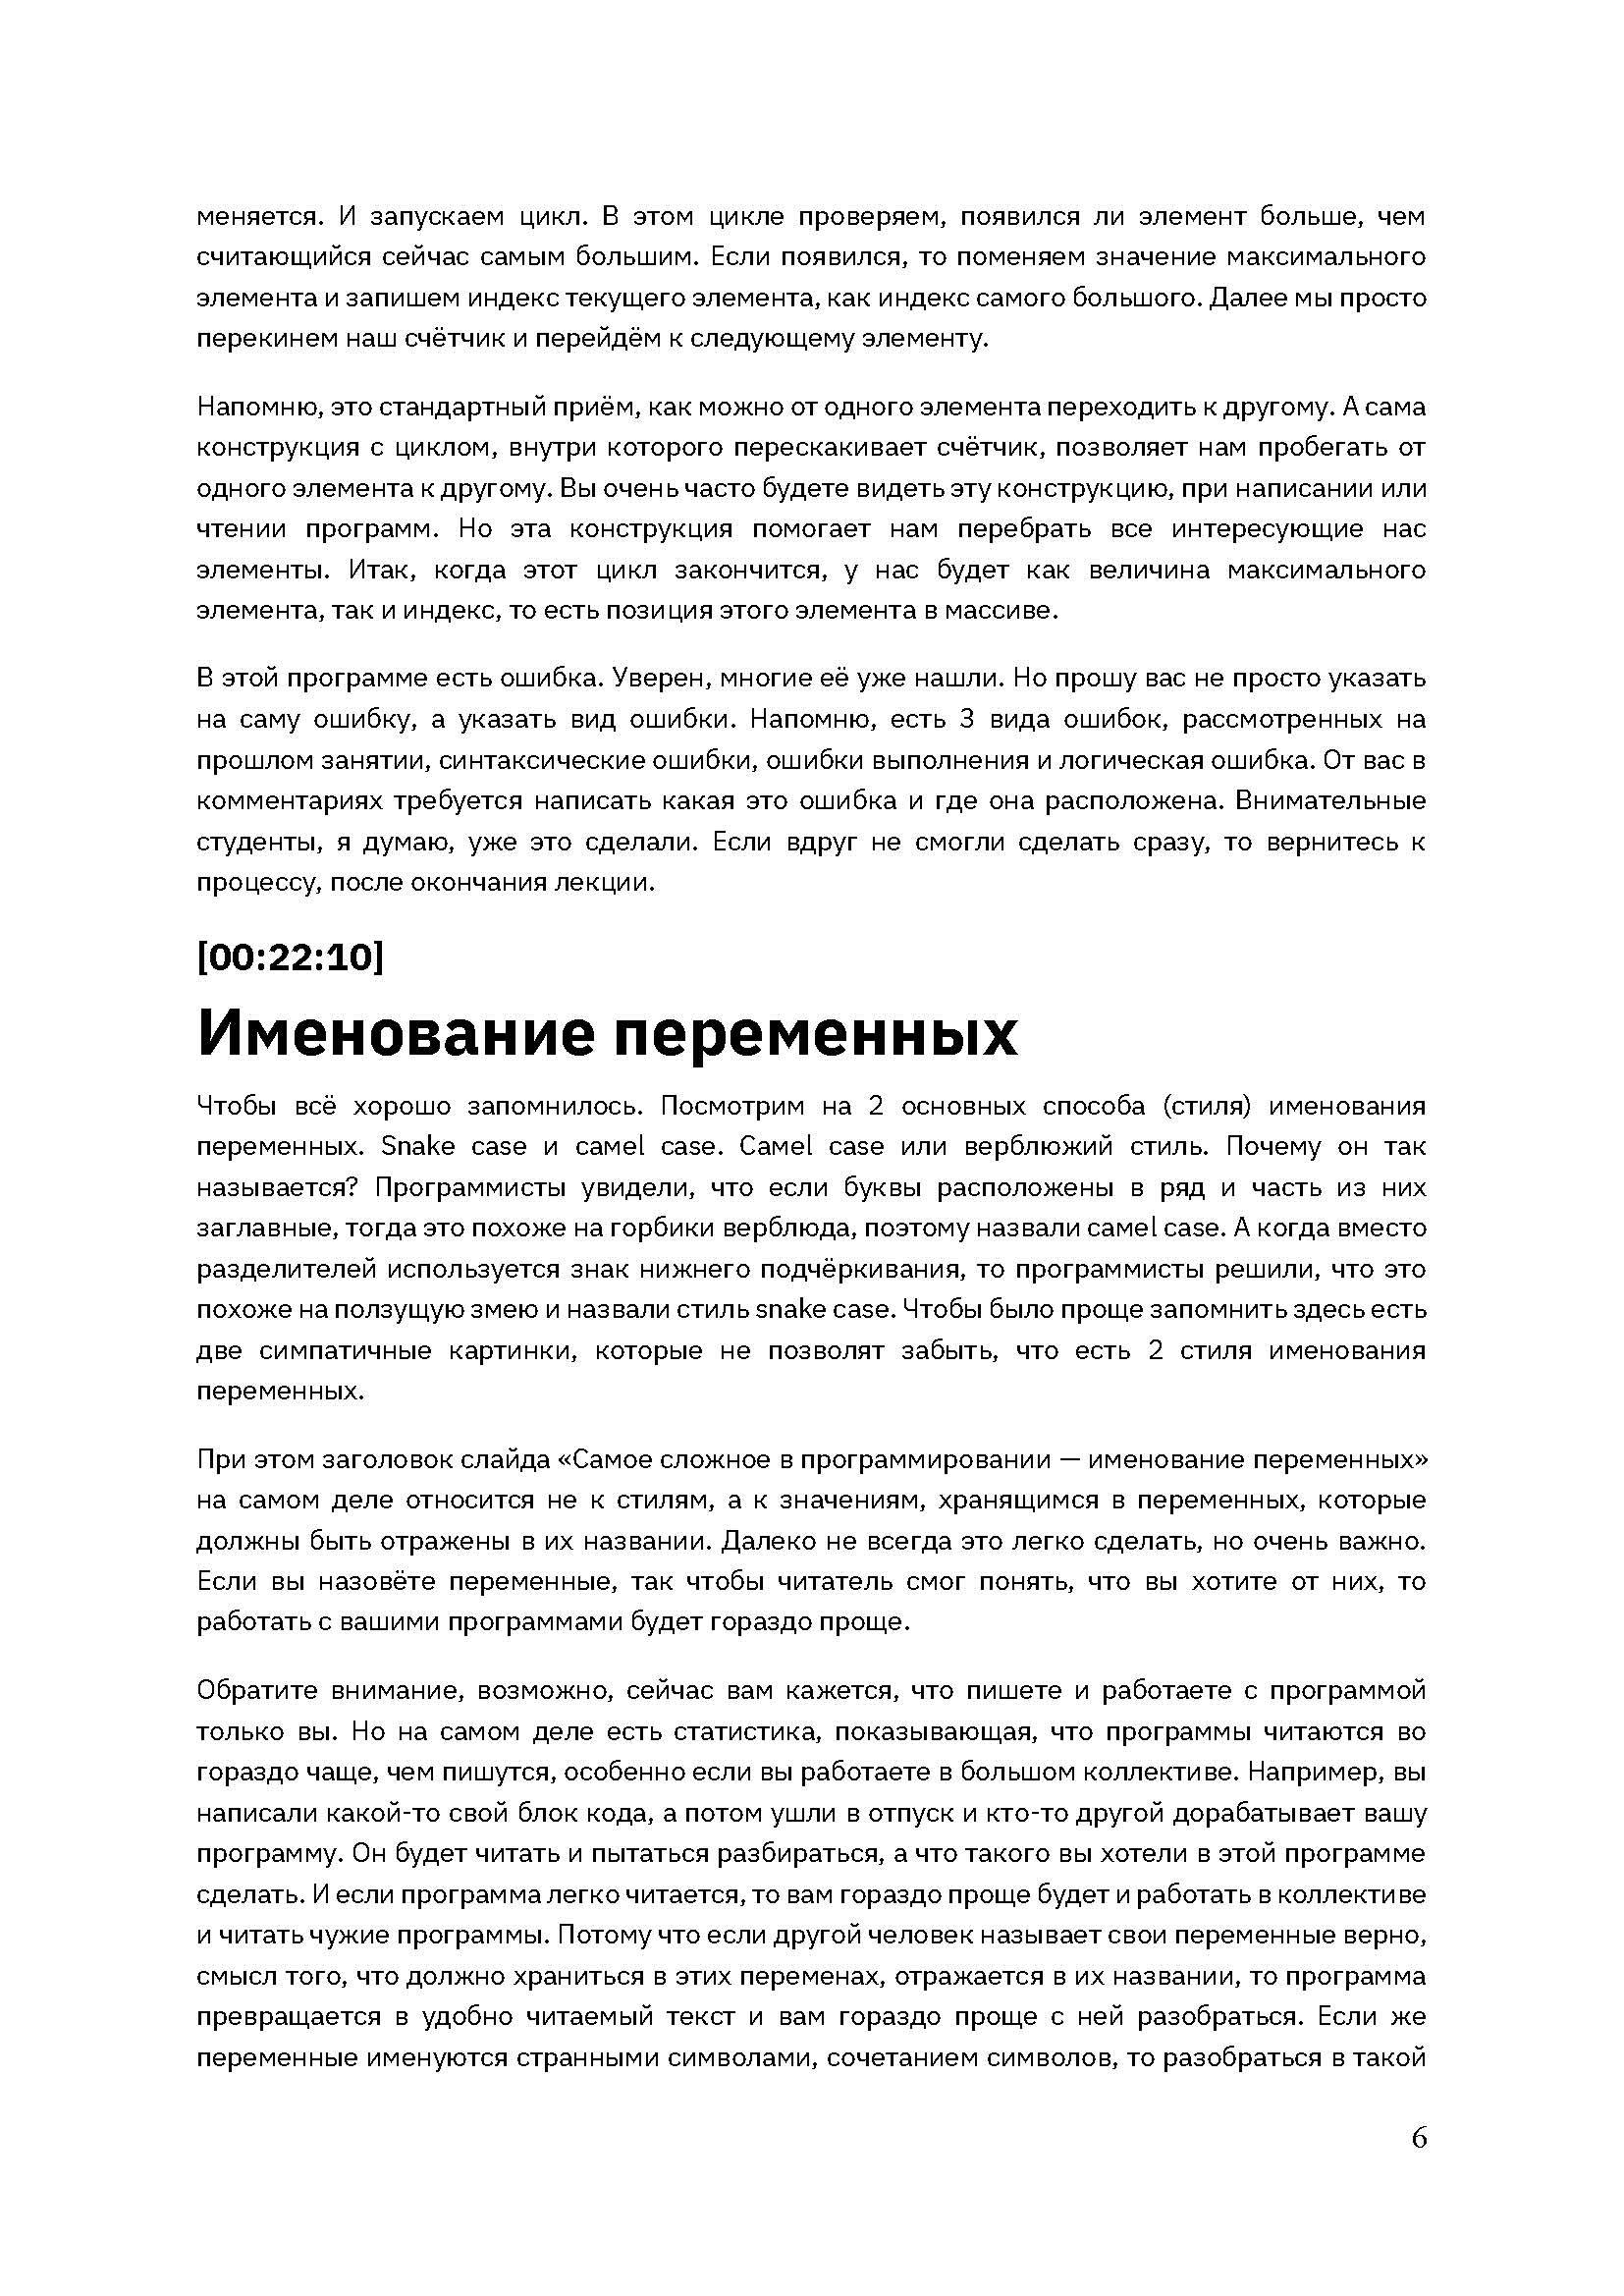 меняется. И запускаем цикл. В этом цикле проверяем, появился ли элемент больше, чем
считающийся сейчас самым большим. Если появился, то поменяем значение максимального
элемента и запишем индекс текущего элемента, как индекс самого большого. Далее мы просто
перекинем наш счётчик и перейдём к следующему элементу.
Напомню, это стандартный приём, как можно от одного элемента переходить к другому. А сама
конструкция с циклом, внутри которого перескакивает счётчик, позволяет нам пробегать от
одного элемента к другому. Вы очень часто будете видеть эту конструкцию, при написании или
чтении программ. Но эта конструкция помогает нам перебрать все интересующие нас
элементы. Итак, когда этот цикл закончится, у нас будет как величина максимального
элемента, так и индекс, то есть позиция этого элемента в массиве.
В этой программе есть ошибка. Уверен, многие её уже нашли. Но прошу вас не просто указать
на саму ошибку, а указать вид ошибки. Напомню, есть 3 вида ошибок, рассмотренных на
прошлом занятии, синтаксические ошибки, ошибки выполнения и логическая ошибка. От вас в
комментариях требуется написать какая это ошибка и где она расположена. Внимательные
студенты, я думаю, уже это сделали. Если вдруг не смогли сделать сразу, то вернитесь к
процессу, после окончания лекции.
[00:22:10]
Именование переменных
Чтобы всё хорошо запомнилось. Посмотрим на 2 основных способа (стиля) именования
переменных. Snake case и camel case. Camel case или верблюжий стиль. Почему он так
называется? Программисты увидели, что если буквы расположены в ряд и часть из них
заглавные, тогда это похоже на горбики верблюда, поэтому назвали camel case. А когда вместо
разделителей используется знак нижнего подчёркивания, то программисты решили, что это
похоже на ползущую змею и назвали стиль snake case. Чтобы было проще запомнить здесь есть
две симпатичные картинки, которые не позволят забыть, что есть 2 стиля именования
переменных.
При этом заголовок слайда «Самое сложное в программировании — именование переменных»
на самом деле относится не к стилям, а к значениям, хранящимся в переменных, которые
должны быть отражены в их названии. Далеко не всегда это легко сделать, но очень важно.
Если вы назовёте переменные, так чтобы читатель смог понять, что вы хотите от них, то
работать с вашими программами будет гораздо проще.
Обратите внимание, возможно, сейчас вам кажется, что пишете и работаете с программой
только вы. Но на самом деле есть статистика, показывающая, что программы читаются во
гораздо чаще, чем пишутся, особенно если вы работаете в большом коллективе. Например, вы
написали какой-то свой блок кода, а потом ушли в отпуск и кто-то другой дорабатывает вашу
программу. Он будет читать и пытаться разбираться, а что такого вы хотели в этой программе
сделать. И если программа легко читается, то вам гораздо проще будет и работать в коллективе
и читать чужие программы. Потому что если другой человек называет свои переменные верно,
смысл того, что должно храниться в этих переменах, отражается в их названии, то программа
превращается в удобно читаемый текст и вам гораздо проще с ней разобраться. Если же
переменные именуются странными символами, сочетанием символов, то разобраться в такой
6